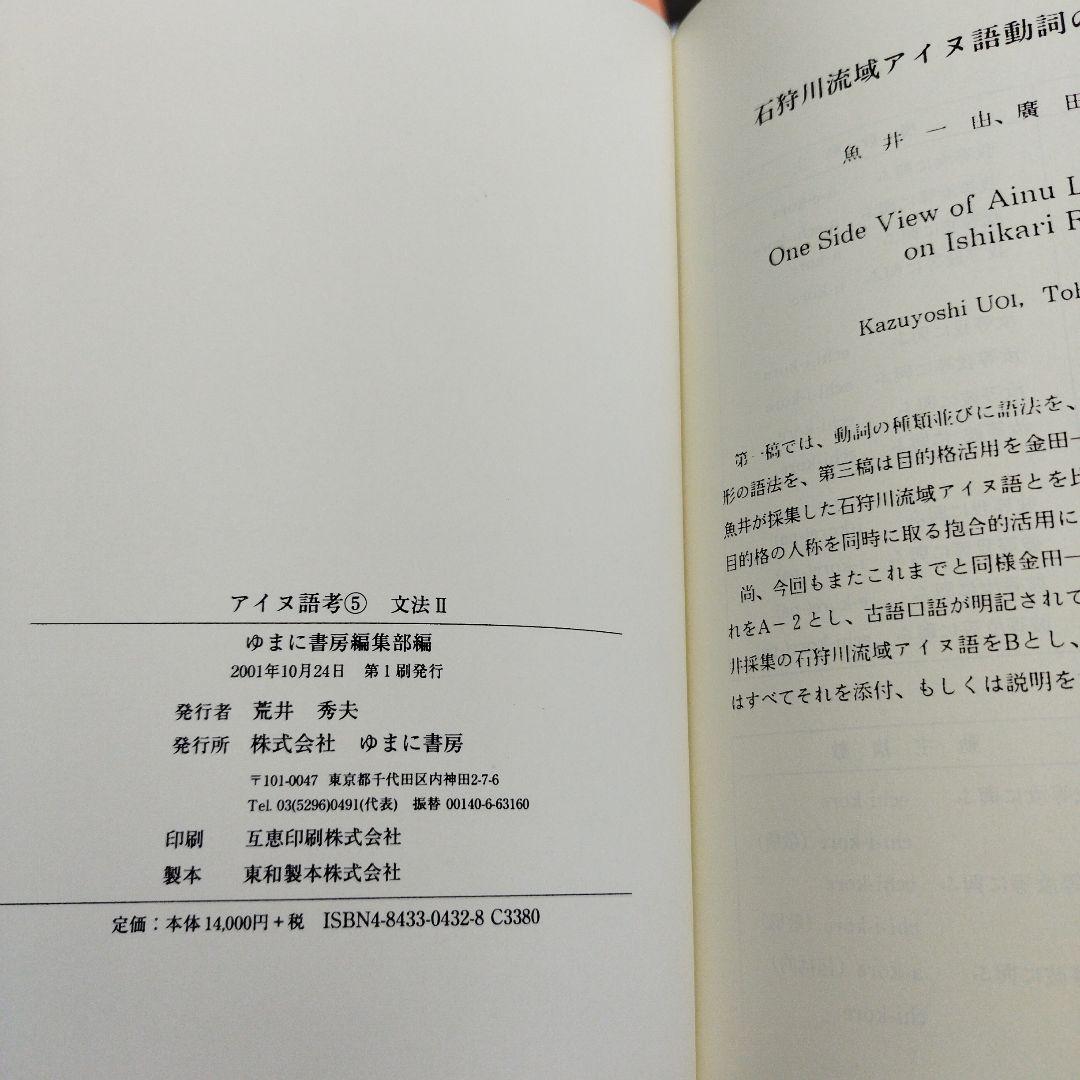 アイヌ語考⑤　文法Ⅱ
ゆまに書房編集部編
2001年10月24日　第1刷発行
発行者　荒井　秀夫
発行所　株式会社　ゆまに書房
〒101-0047　東京都千代田区内神田2-7-6
Tel. 03(5296)0491(代表)　振替 00140-6-63160
印刷　互恵印刷株式会社
製本　東和製本株式会社
定価：本体14,000円＋税　ISBN4-8433-0432-8 C3380
石狩川流域アイヌ語動詞の
魚井一山、廣田
One Side View of Ainu L
on Ishikari R
Kazuyoshi UOI, Toh
第一稿では、動詞の種類並びに語法を、
形の語法を、第三稿は目的格活用を金田一
魚井が採集した石狩川流域アイヌ語とを比
目的格の人称を同時に取る抱合的活用に
尚、今回もまたこれまでと同様金田一
れをA－2とし、古語口語が明記されて
井採集の石狩川流域アイヌ語をBとし、
はすべてそれを添付、もしくは説明を